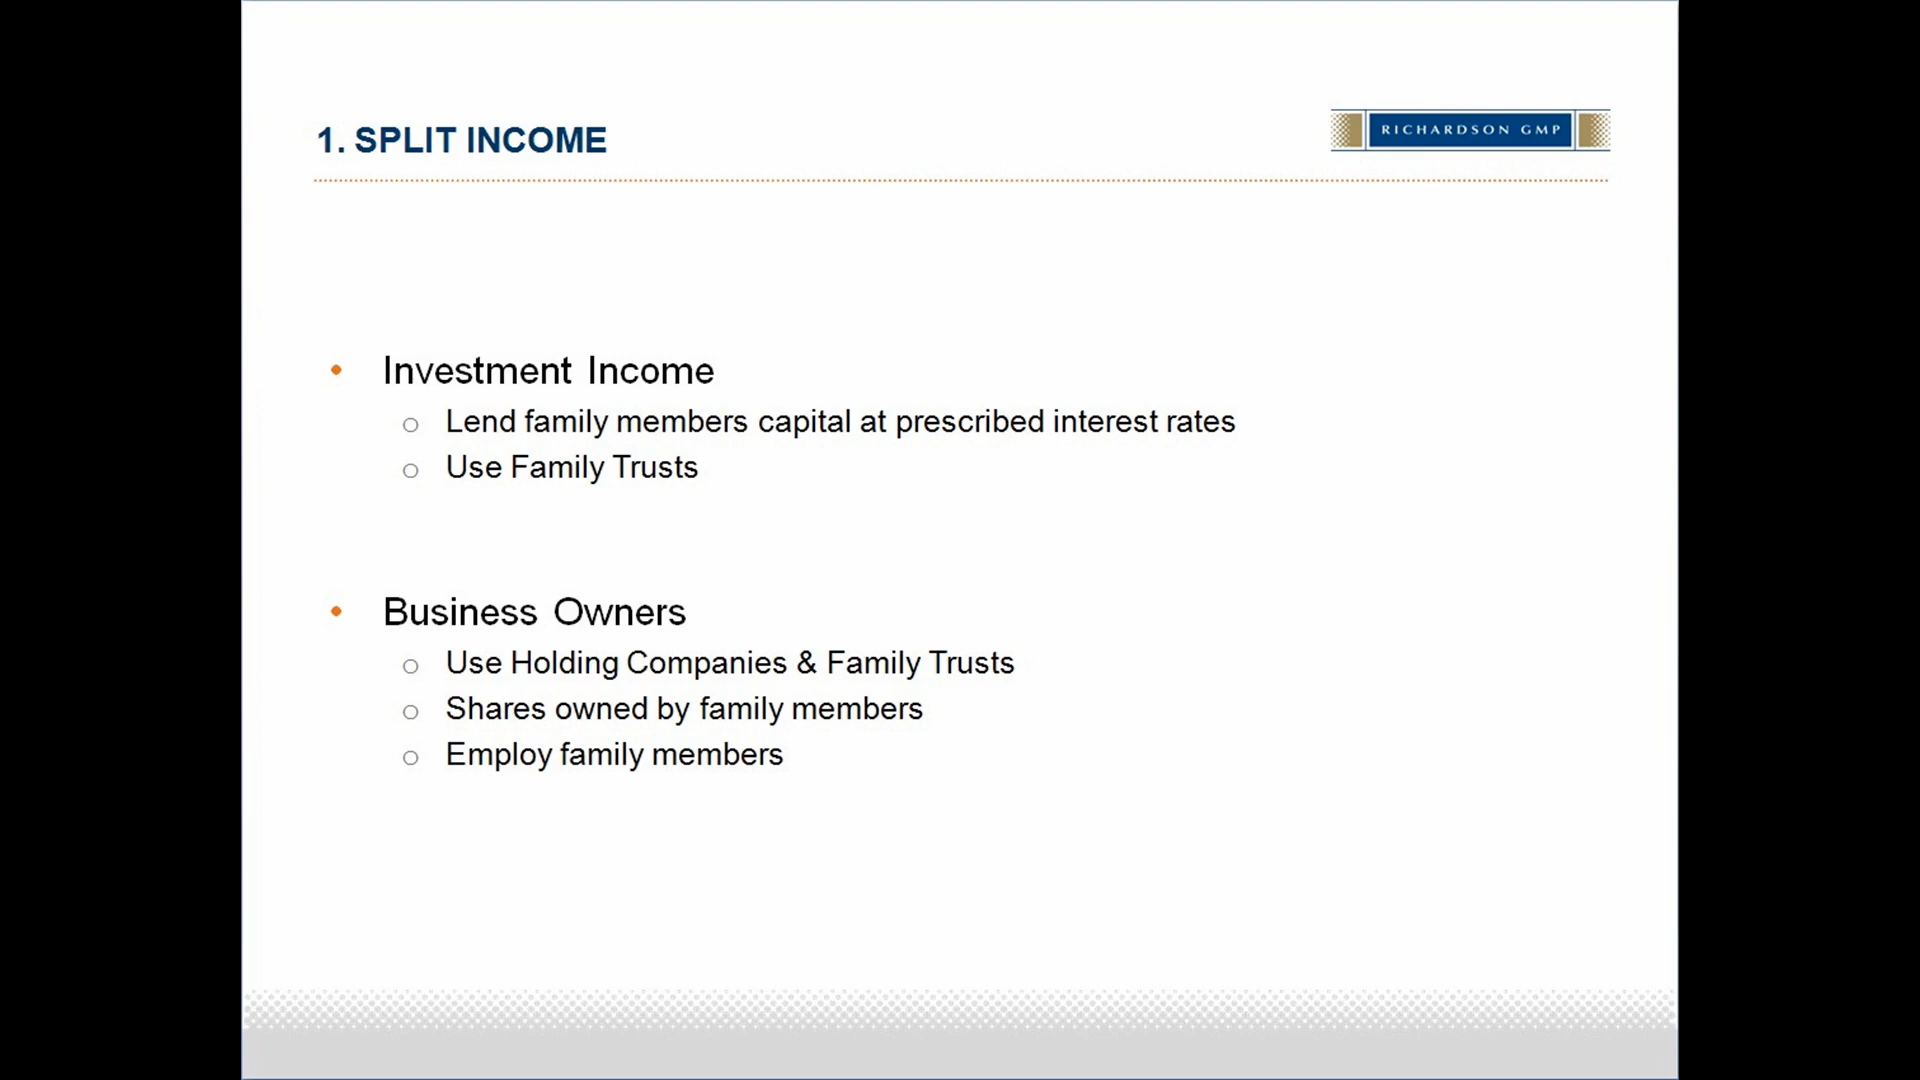 1. SPLIT INCOME
RICHARDSON GMP
• Investment Income
○ Lend family members capital at prescribed interest rates
○ Use Family Trusts
• Business Owners
○ Use Holding Companies & Family Trusts
○ Shares owned by family members
○ Employ family members